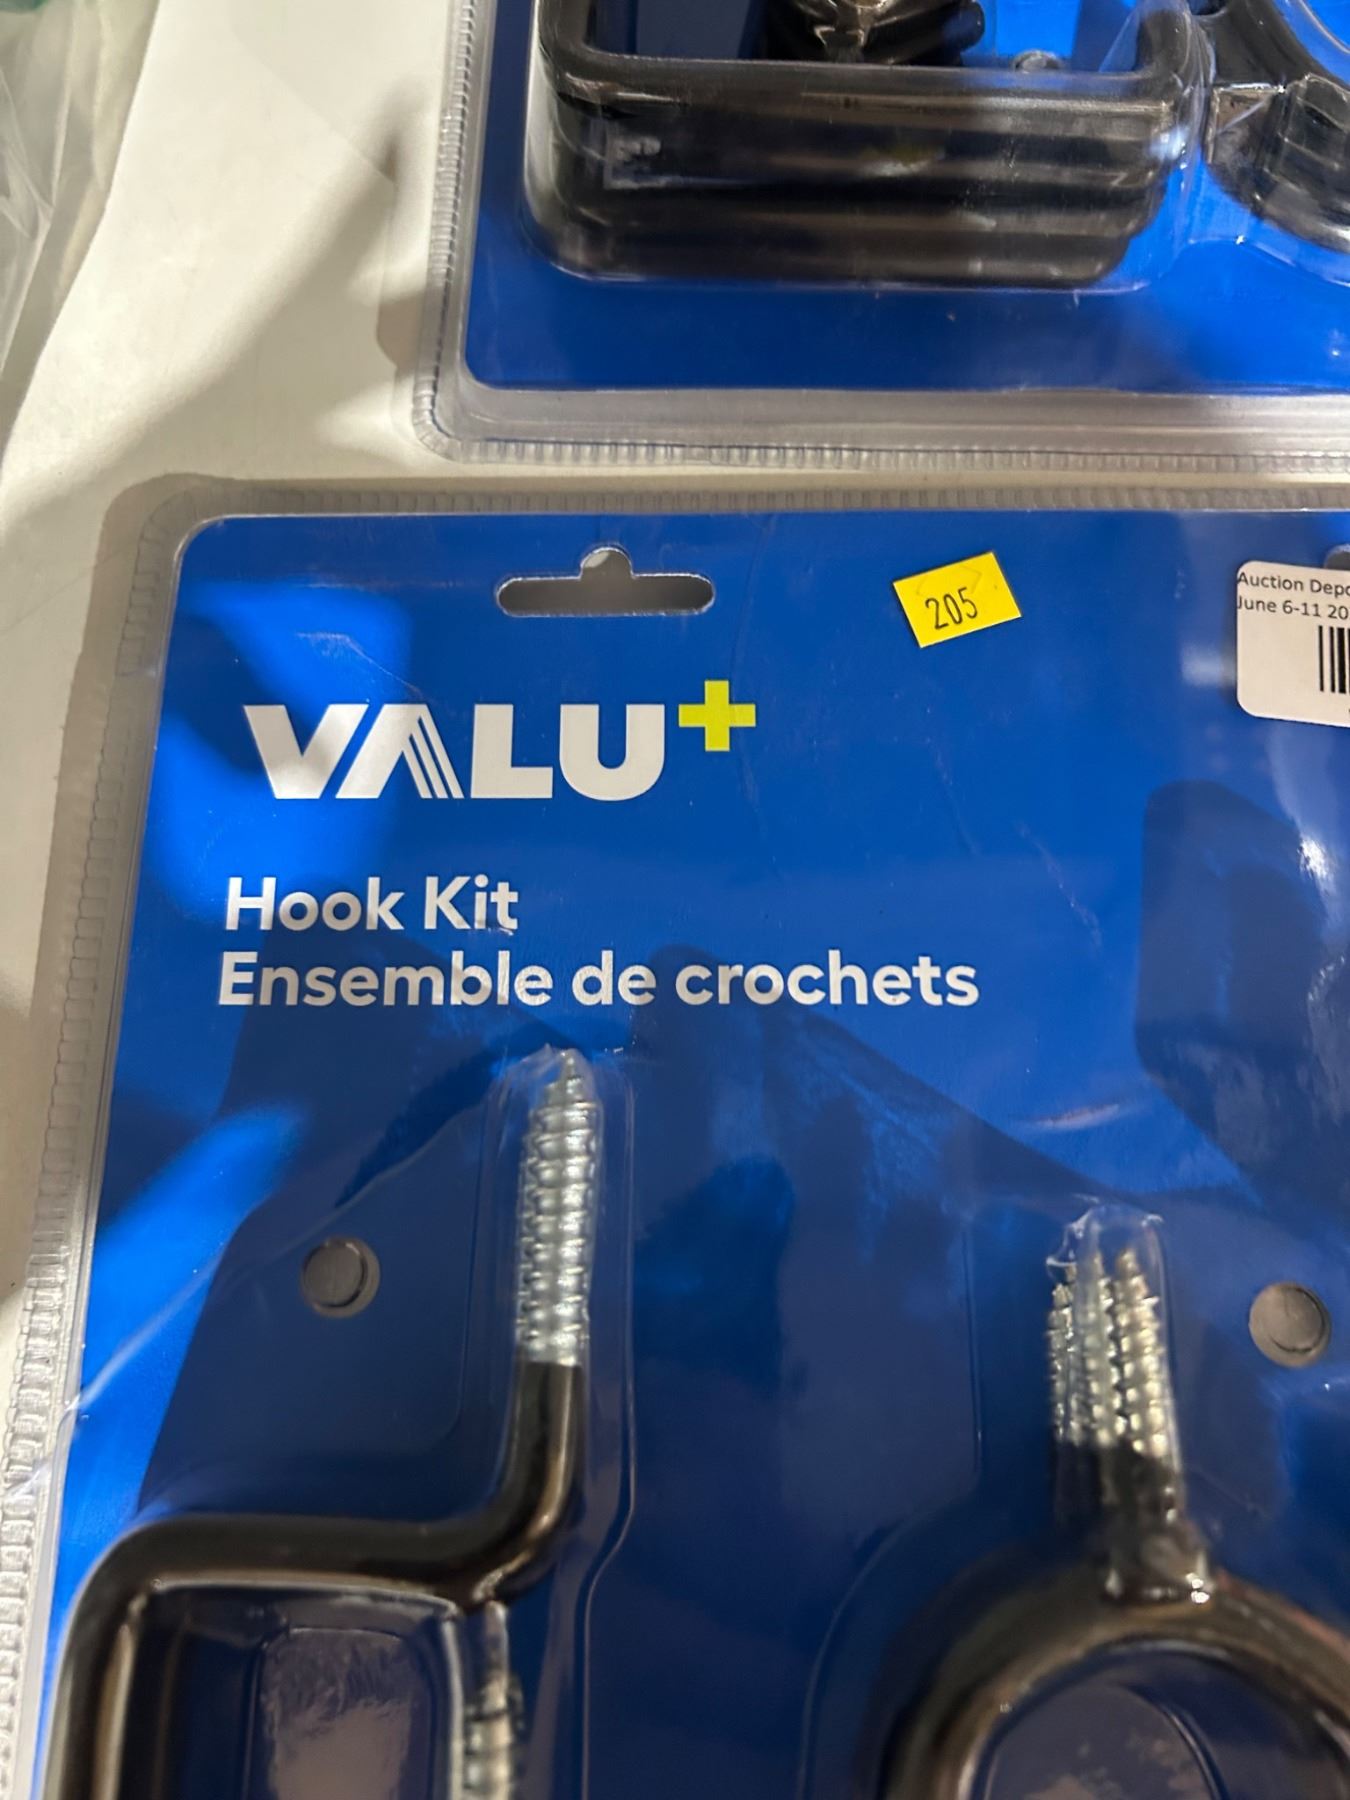 205
Auction Depo
June 6-11 20
VALU+
Hook Kit
Ensemble de crochets